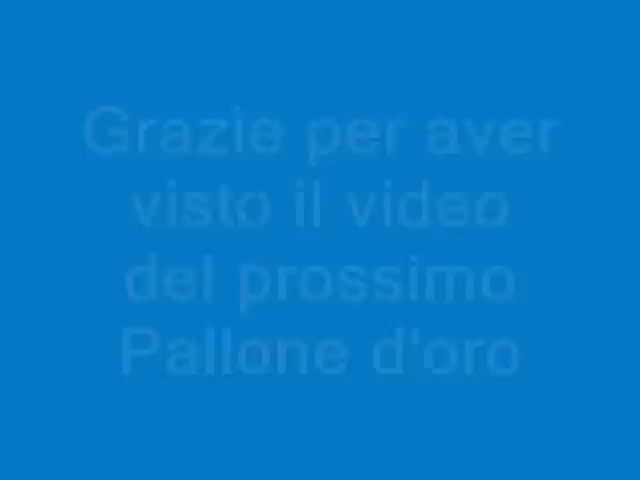 Grazie per aver
visto il video
del prossimo
Pallone d'oro